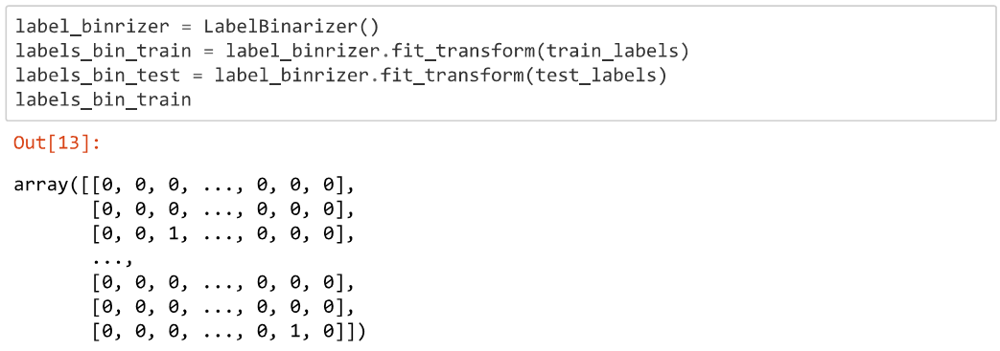 label_binrizer = LabelBinarizer()
labels_bin_train = label_binrizer.fit_transform(train_labels)
labels_bin_test = label_binrizer.fit_transform(test_labels)
labels_bin_train
Out[13]:
array([[0, 0, 0, ..., 0, 0, 0],
       [0, 0, 0, ..., 0, 0, 0],
       [0, 0, 1, ..., 0, 0, 0],
       ...,
       [0, 0, 0, ..., 0, 0, 0],
       [0, 0, 0, ..., 0, 0, 0],
       [0, 0, 0, ..., 0, 1, 0]])